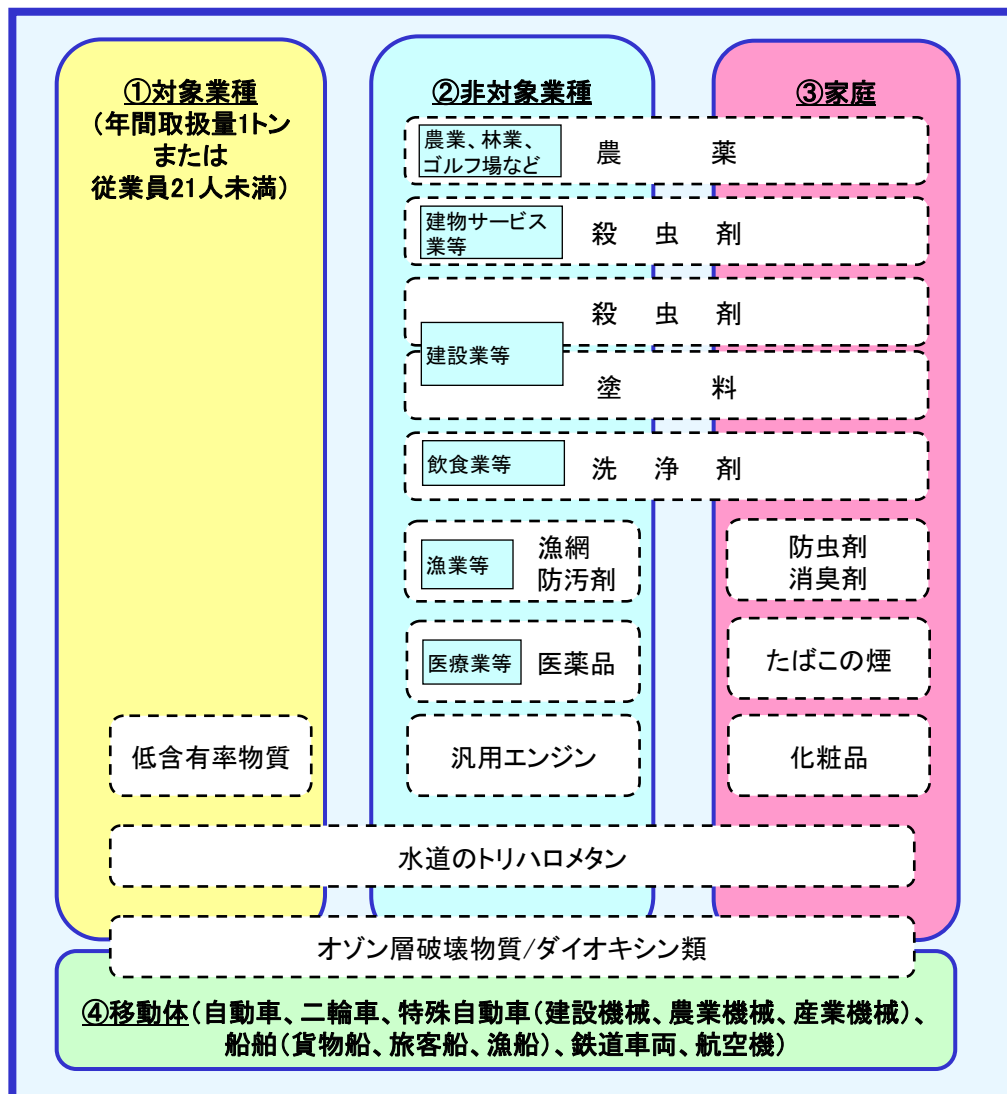 ①対象業種
(年間取扱量1トン
または
従業員21人未満)
②非対象業種
③家庭
農業、林業、
ゴルフ場など
農薬
建物サービス
業等
殺虫剤
殺虫剤
建設業等
塗料
飲食業等
洗浄剤
漁業等
漁網
防汚剤
防虫剤
消臭剤
医療業等
医薬品
たばこの煙
低含有率物質
汎用エンジン
化粧品
水道のトリハロメタン
オゾン層破壊物質/ダイオキシン類
④移動体(自動車、二輪車、特殊自動車(建設機械、農業機械、産業機械)、
船舶(貨物船、旅客船、漁船)、鉄道車両、航空機)